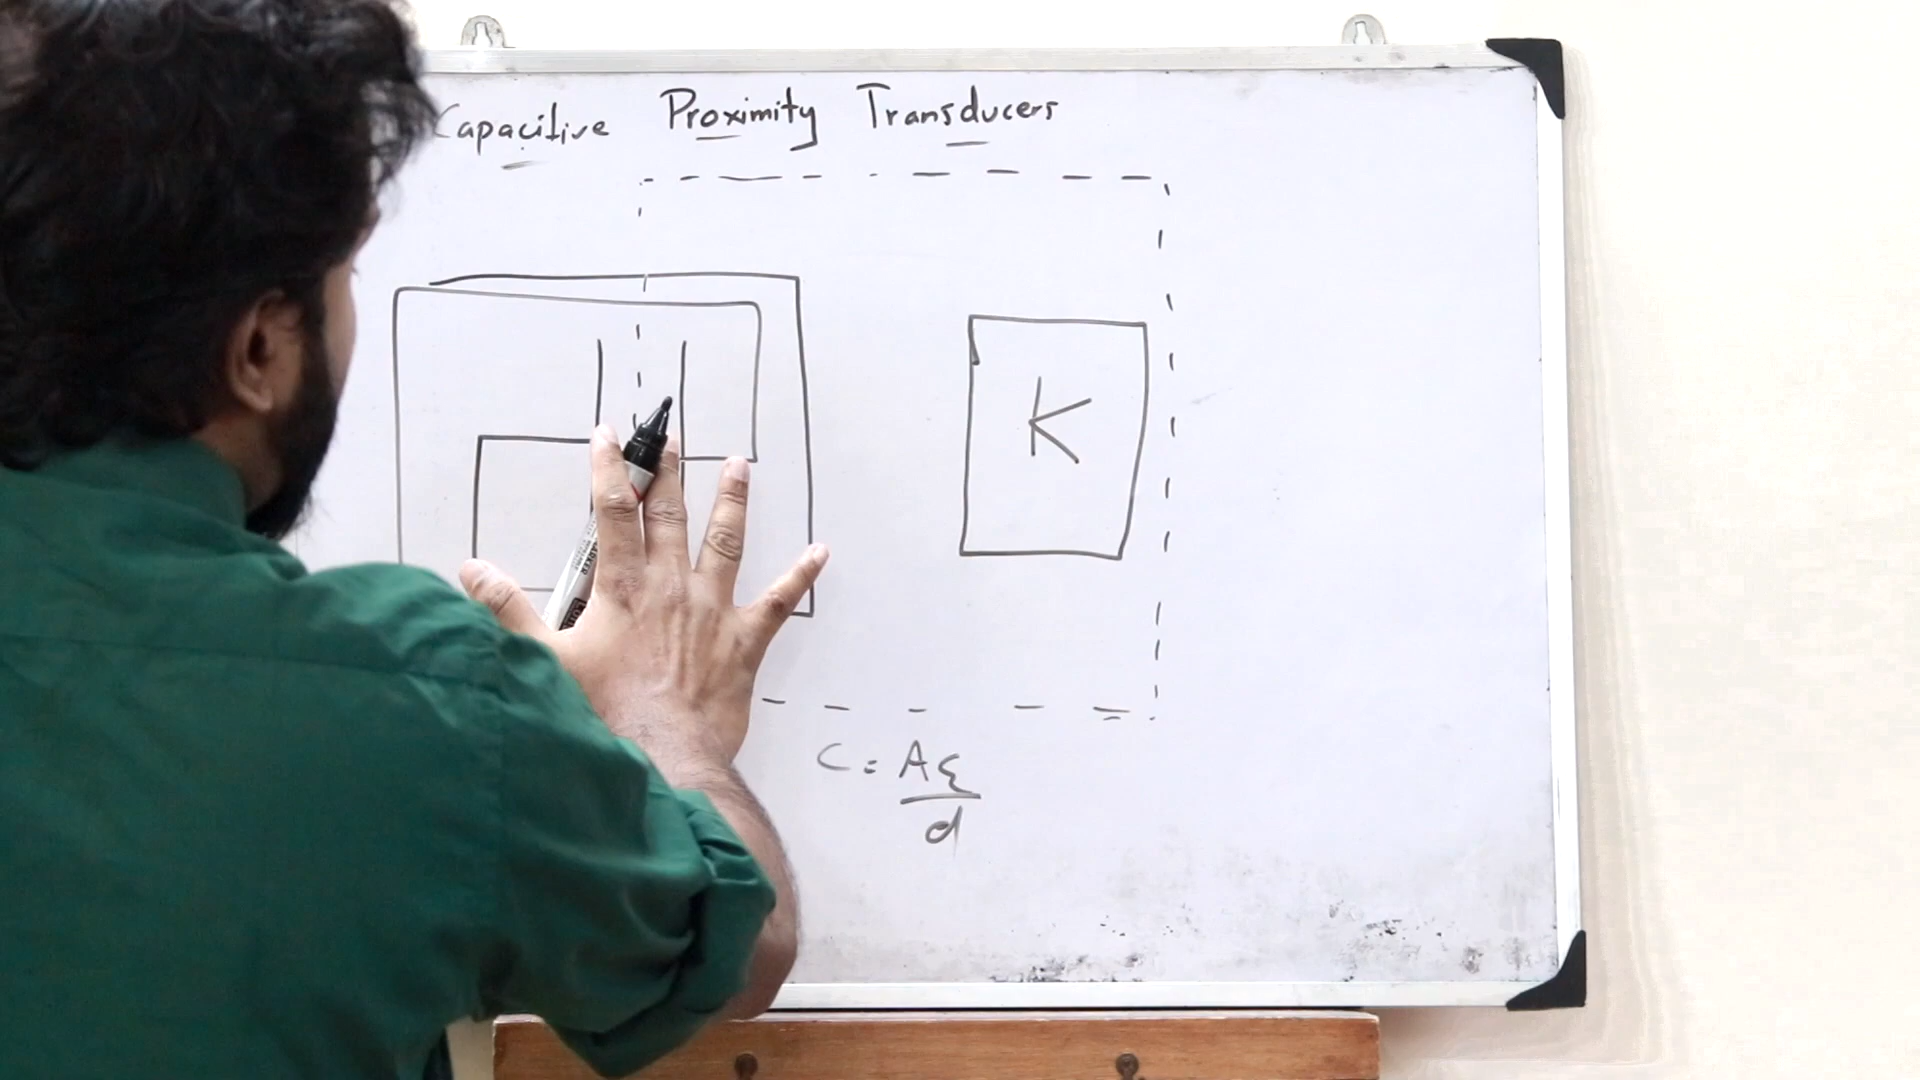 Capacitive Proximity Transducers
K
C = Aε
d